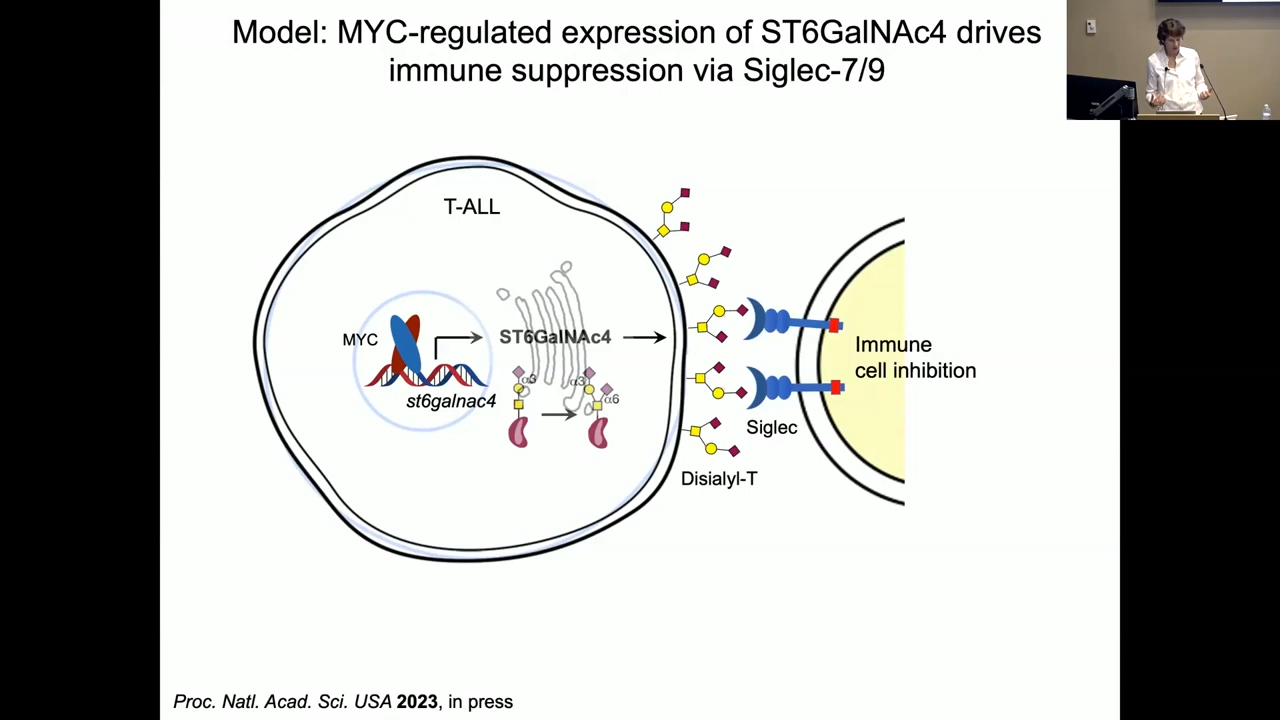 Model: MYC-regulated expression of ST6GalNAc4 drives
immune suppression via Siglec-7/9
T-ALL
MYC
ST6GalNAc4
st6galnac4
α3
α3
α6
Immune
cell inhibition
Siglec
Disialyl-T
Proc. Natl. Acad. Sci. USA 2023, in press